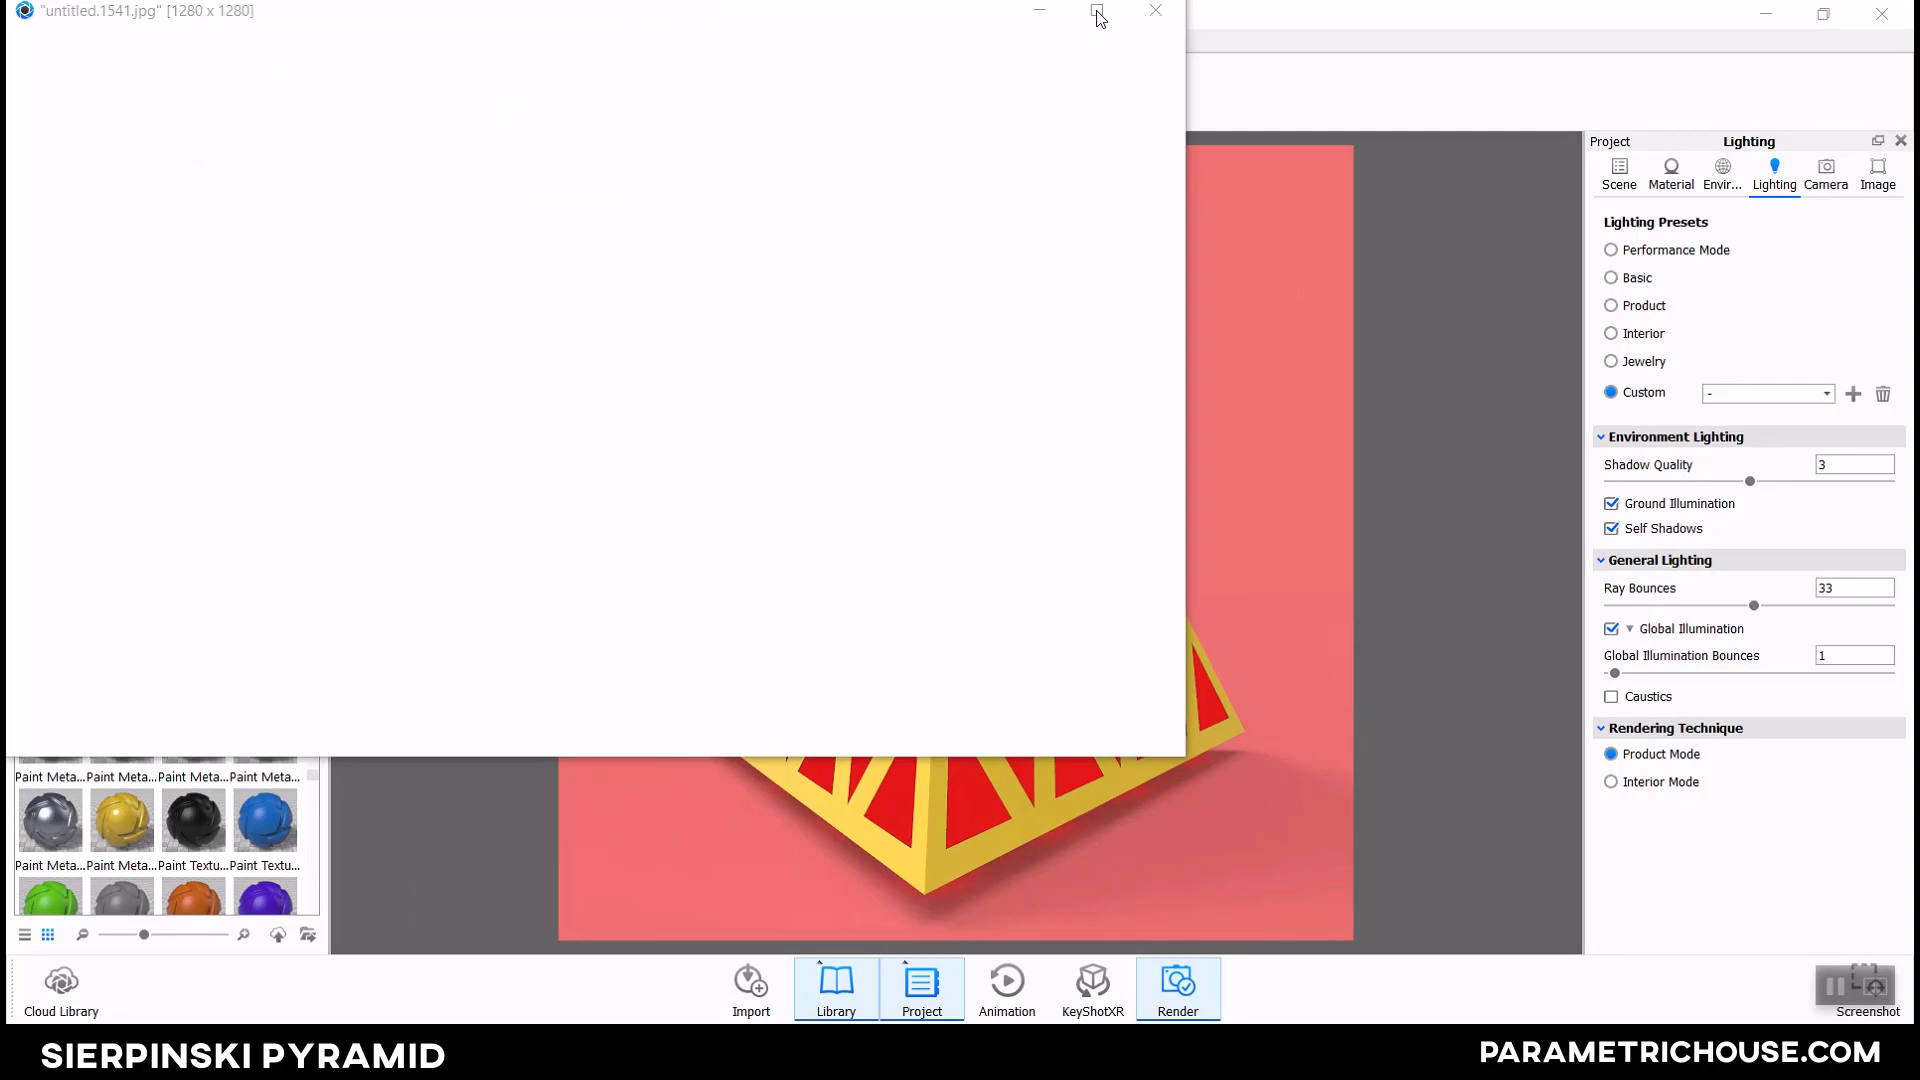 "untitled.1541.jpg" [1280 x 1280]
Project
Lighting
Scene
Material
Envir...
Lighting
Camera
Image
Lighting Presets
Performance Mode
Basic
Product
Interior
Jewelry
Custom
-
Environment Lighting
Shadow Quality
3
Ground Illumination
Self Shadows
General Lighting
Ray Bounces
33
Global Illumination
Global Illumination Bounces
1
Caustics
Rendering Technique
Product Mode
Interior Mode
Paint Meta... Paint Meta... Paint Meta... Paint Meta...
Paint Meta... Paint Meta... Paint Textu... Paint Textu...
Cloud Library
Import
Library
Project
Animation
KeyShotXR
Render
Screenshot
SIERPINSKI PYRAMID
PARAMETRICHOUSE.COM